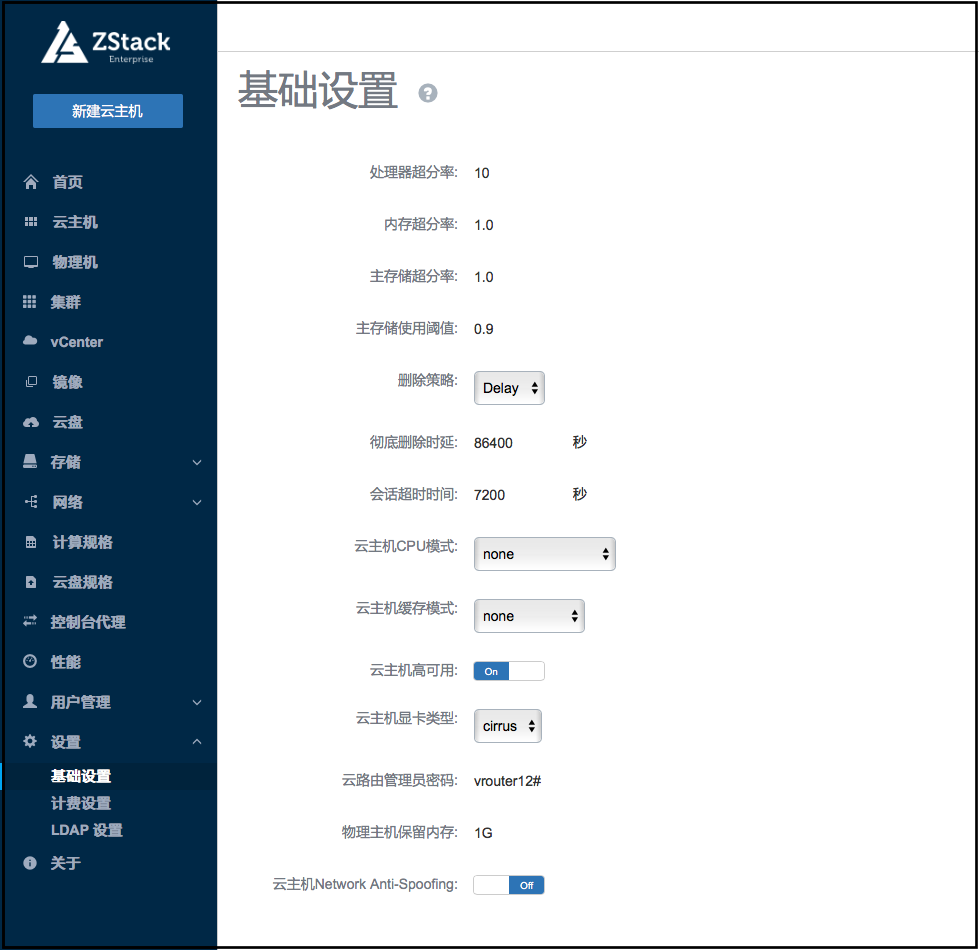 ZStack
Enterprise
新建云主机
首页
云主机
物理机
集群
vCenter
镜像
云盘
存储
网络
计算规格
云盘规格
控制台代理
性能
用户管理
设置
基础设置
计费设置
LDAP 设置
关于
基础设置 ?
处理器超分率: 10
内存超分率: 1.0
主存储超分率: 1.0
主存储使用阈值: 0.9
删除策略: Delay
彻底删除时延: 86400 秒
会话超时时间: 7200 秒
云主机CPU模式: none
云主机缓存模式: none
云主机高可用: On
云主机显卡类型: cirrus
云路由管理员密码: vrouter12#
物理主机保留内存: 1G
云主机Network Anti-Spoofing: Off